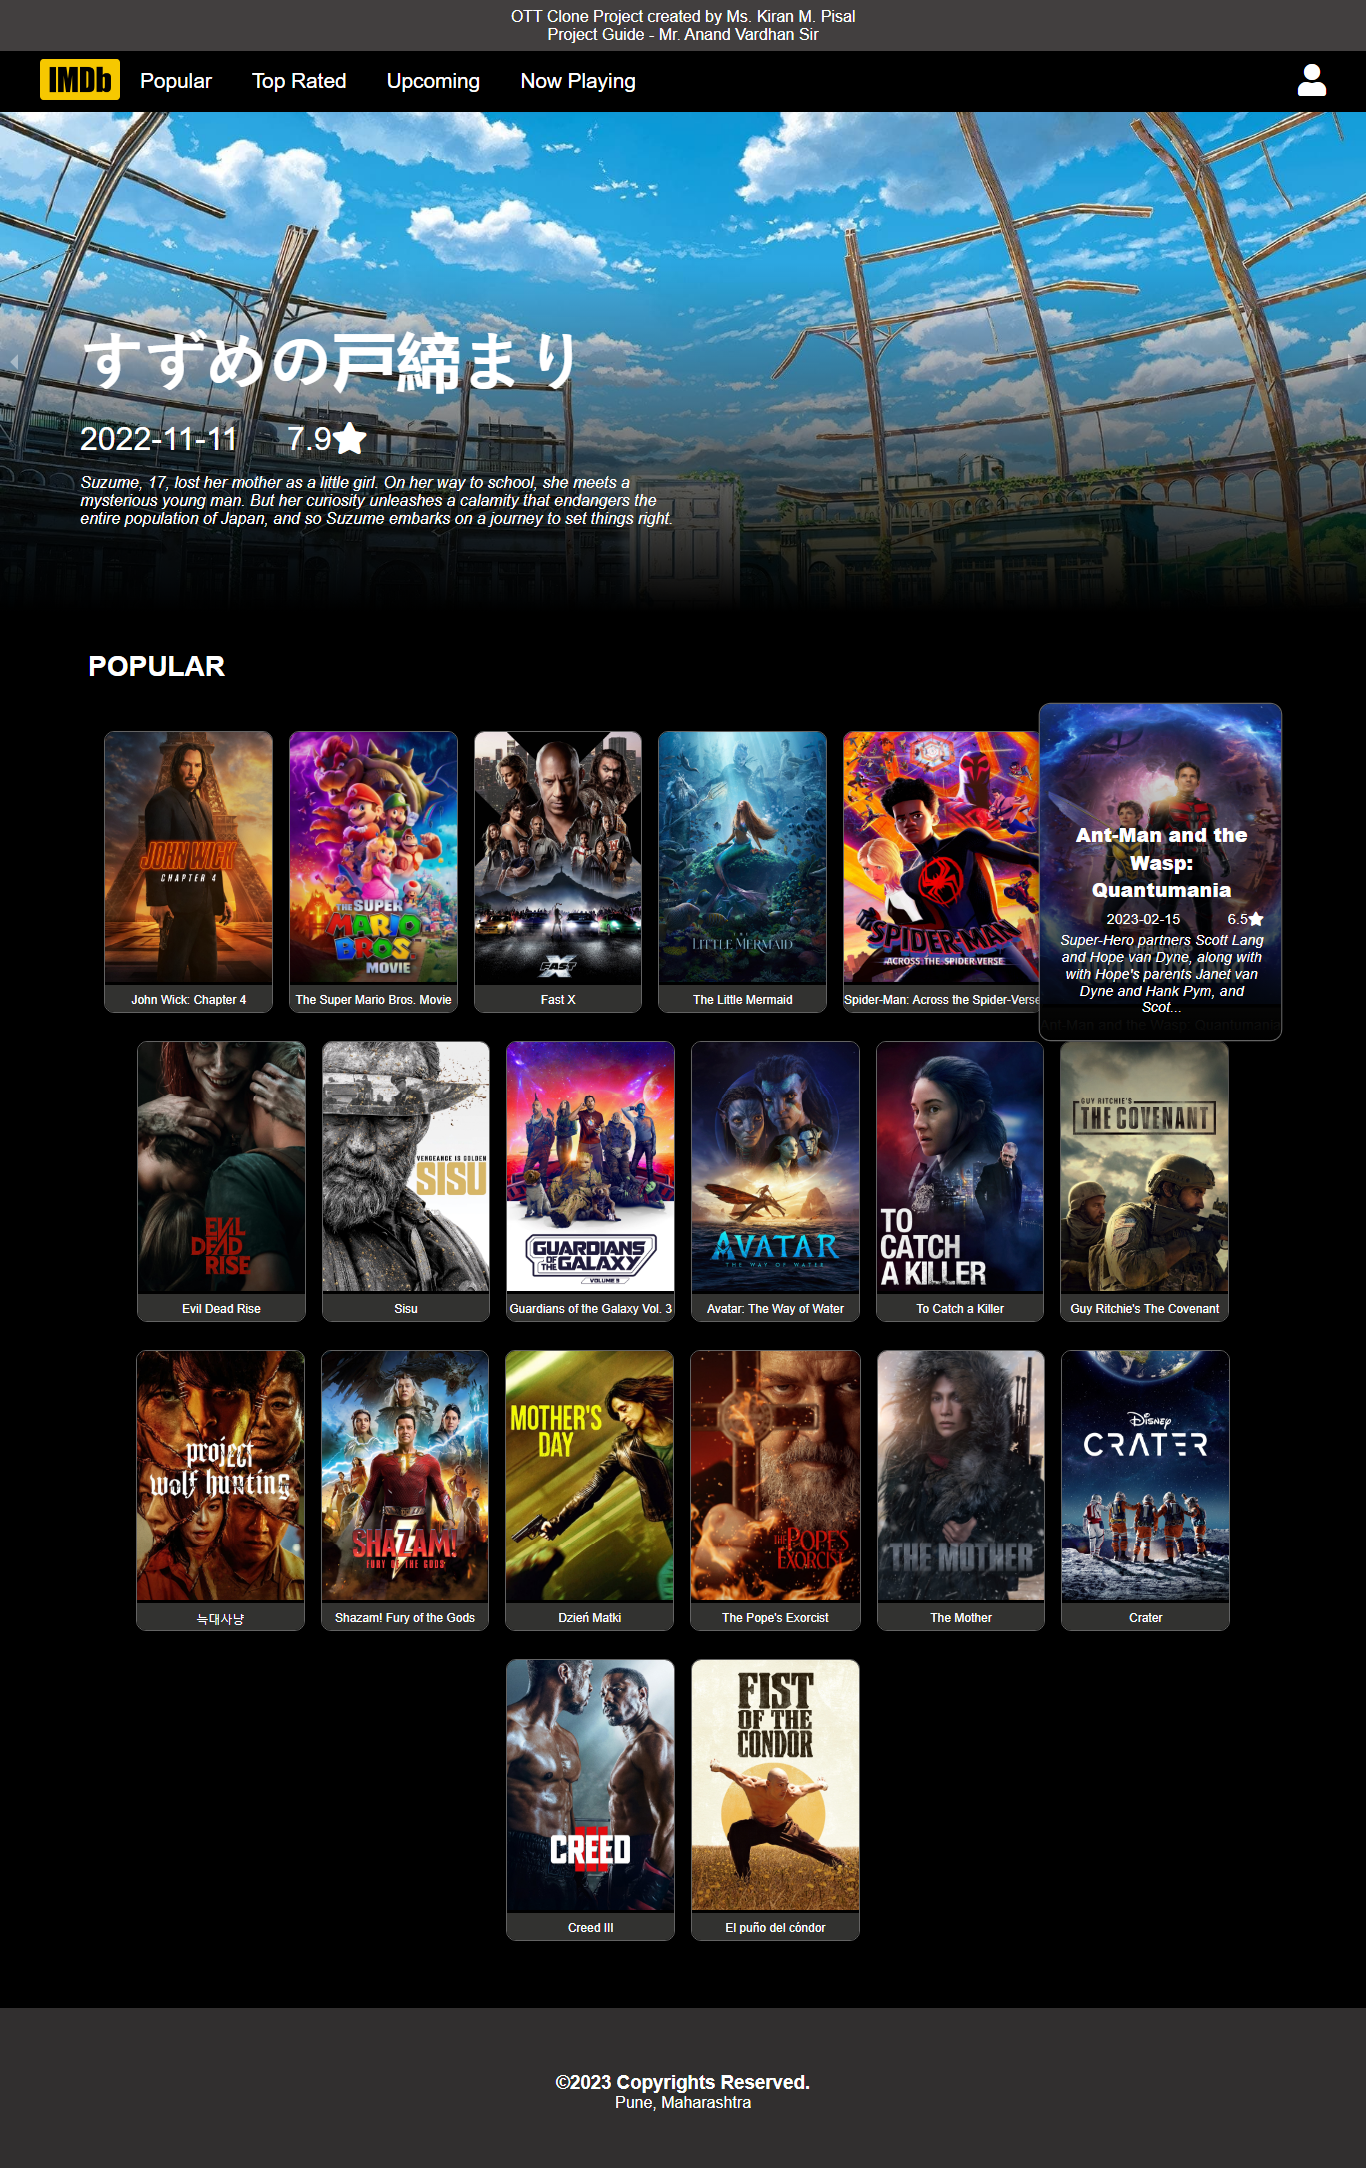 OTT Clone Project created by Ms. Kiran M. Pisal
Project Guide - Mr. Anand Vardhan Sir
IMDb
Popular
Top Rated
Upcoming
Now Playing
すずめの戸締まり
2022-11-11
7.9
Suzume, 17, lost her mother as a little girl. On her way to school, she meets a
mysterious young man. But her curiosity unleashes a calamity that endangers the
entire population of Japan, and so Suzume embarks on a journey to set things right.
POPULAR
JOHN WICK
CHAPTER 4
John Wick: Chapter 4
THE SUPER
MARIO
BROS.
MOVIE
The Super Mario Bros. Movie
FAST
X
Fast X
THE
LITTLE MERMAID
The Little Mermaid
SPIDER-MAN
ACROSS THE SPIDER-VERSE
Spider-Man: Across the Spider-Verse
Ant-Man and the
Wasp:
Quantumania
2023-02-15
6.5
Super-Hero partners Scott Lang
and Hope van Dyne, along with
with Hope's parents Janet van
Dyne and Hank Pym, and
Scot...
Ant-Man and the Wasp: Quantumania
EVIL
DEAD
RISE
Evil Dead Rise
VENGEANCE IS GOLDEN
SISU
Sisu
GUARDIANS
OF THE
GALAXY
VOLUME 3
Guardians of the Galaxy Vol. 3
AVATAR
THE WAY OF WATER
Avatar: The Way of Water
TO
CATCH
A KILLER
To Catch a Killer
GUY RITCHIE'S
THE COVENANT
Guy Ritchie's The Covenant
project
wolf hunting
늑대사냥
SHAZAM!
FURY OF THE GODS
Shazam! Fury of the Gods
MOTHER'S
DAY
Dzień Matki
THE POPE'S
EXORCIST
The Pope's Exorcist
THE MOTHER
The Mother
Disney
CRATER
Crater
CREED
III
Creed III
FIST
OF THE
CONDOR
El puño del cóndor
©2023 Copyrights Reserved.
Pune, Maharashtra